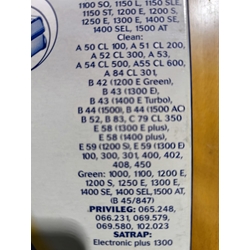 1100 SO, 1150 L, 1150 SLE,
1150 ST, 1200 E, 1200 S,
1250 E, 1300 E, 1400 SE,
1400 SEL, 1500 AT
Clean:
A 50 CL 100, A 51 CL 200,
A 52 CL 300, A 53,
A 54 CL 500, A55 CL 600,
A 84 CL 301,
B 42 (1200 E Green),
B 43 (1300 E),
B 43 (1400 E Turbo),
B 44 (1500), B 44 (1500 AC)
B 52, B 83, C 79 CL 350
E 58 (1300 plus),
E 58 (1400 plus),
E 59 (1200 S), E 59 (1300 E)
100, 300, 301, 400, 402,
408, 450
Green: 1000, 1100, 1200 E,
1200 S, 1250 E, 1300 E,
1400 SE, 1400 SEL, 1500 AT,
(B 45/847)
PRIVILEG: 065.248,
066.231, 069.579,
069.580, 102.023
SATRAP:
Electronic plus 1300